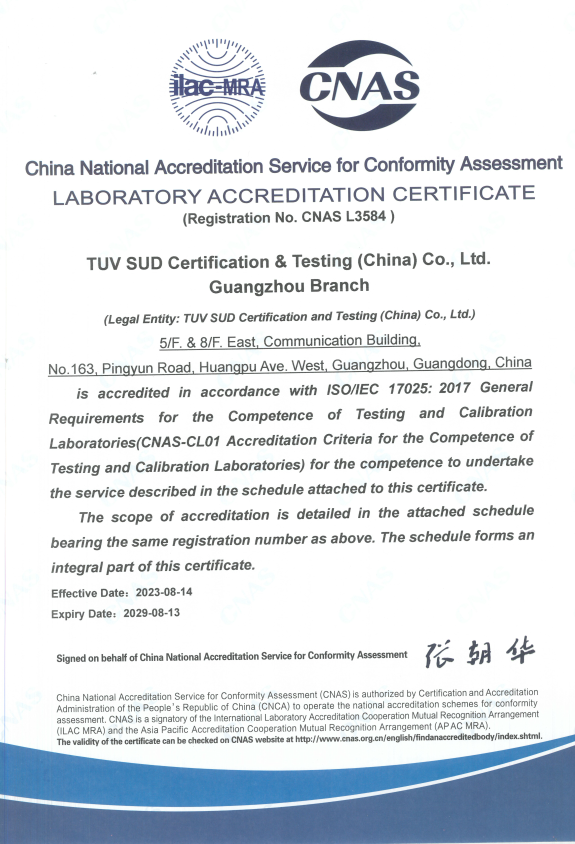 ilac-MRA
CNAS
China National Accreditation Service for Conformity Assessment
LABORATORY ACCREDITATION CERTIFICATE
(Registration No. CNAS L3584 )
TUV SUD Certification & Testing (China) Co., Ltd.
Guangzhou Branch
(Legal Entity: TUV SUD Certification and Testing (China) Co., Ltd.)
5/F. & 8/F. East, Communication Building,
No.163, Pingyun Road, Huangpu Ave. West, Guangzhou, Guangdong, China
is accredited in accordance with ISO/IEC 17025: 2017 General
Requirements for the Competence of Testing and Calibration
Laboratories(CNAS-CL01 Accreditation Criteria for the Competence of
Testing and Calibration Laboratories) for the competence to undertake
the service described in the schedule attached to this certificate.
The scope of accreditation is detailed in the attached schedule
bearing the same registration number as above. The schedule forms an
integral part of this certificate.
Effective Date：2023-08-14
Expiry Date：2029-08-13
Signed on behalf of China National Accreditation Service for Conformity Assessment 张朝华
China National Accreditation Service for Conformity Assessment (CNAS) is authorized by Certification and Accreditation
Administration of the People's Republic of China (CNCA) to operate the national accreditation schemes for conformity
assessment. CNAS is a signatory of the International Laboratory Accreditation Cooperation Mutual Recognition Arrangement
(ILAC MRA) and the Asia Pacific Accreditation Cooperation Mutual Recognition Arrangement (APAC MRA).
The validity of the certificate can be checked on CNAS website at http://www.cnas.org.cn/english/findanaccreditedbody/index.shtml.